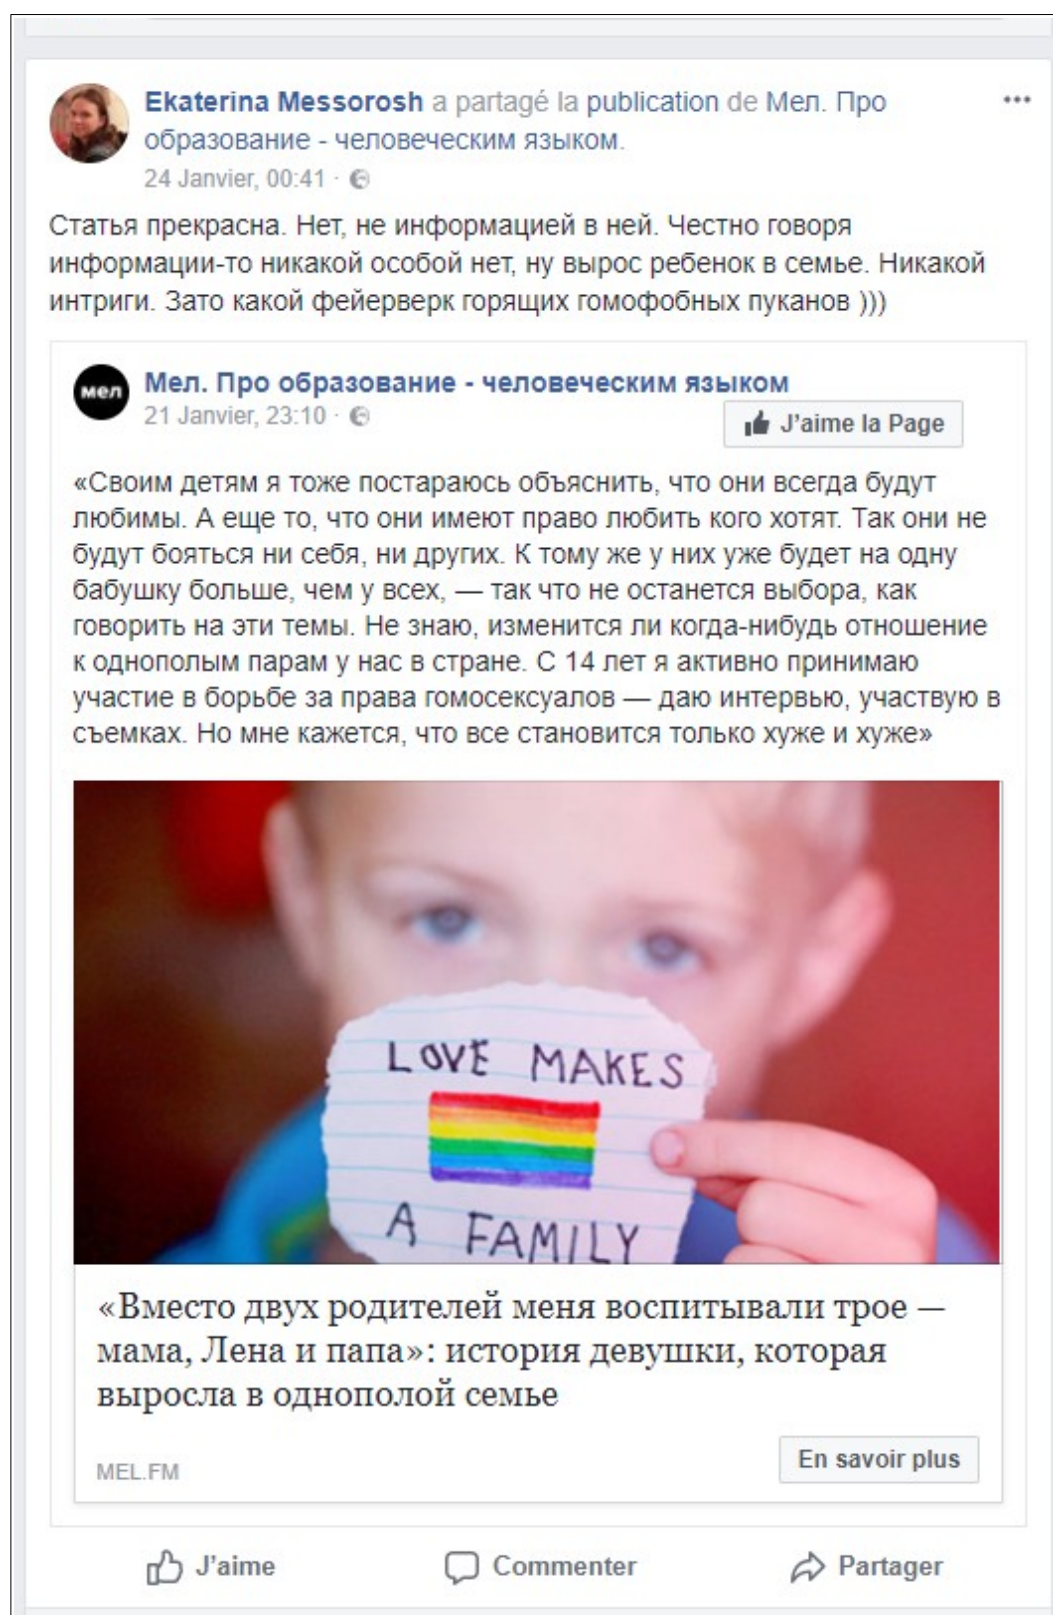 Ekaterina Messorosh a partagé la publication de Мел. Про
образование - человеческим языком.
24 Janvier, 00:41 ·
Статья прекрасна. Нет, не информацией в ней. Честно говоря
информации-то никакой особой нет, ну вырос ребенок в семье. Никакой
интриги. Зато какой фейерверк горящих гомофобных пуканов )))
мел
Мел. Про образование - человеческим языком
21 Janvier, 23:10 ·
J'aime la Page
«Своим детям я тоже постараюсь объяснить, что они всегда будут
любимы. А еще то, что они имеют право любить кого хотят. Так они не
будут бояться ни себя, ни других. К тому же у них уже будет на одну
бабушку больше, чем у всех, — так что не останется выбора, как
говорить на эти темы. Не знаю, изменится ли когда-нибудь отношение
к однополым парам у нас в стране. С 14 лет я активно принимаю
участие в борьбе за права гомосексуалов — даю интервью, участвую в
съемках. Но мне кажется, что все становится только хуже и хуже»
LOVE MAKES
A FAMILY
«Вместо двух родителей меня воспитывали трое —
мама, Лена и папа»: история девушки, которая
выросла в однополой семье
MEL.FM
En savoir plus
J'aime
Commenter
Partager